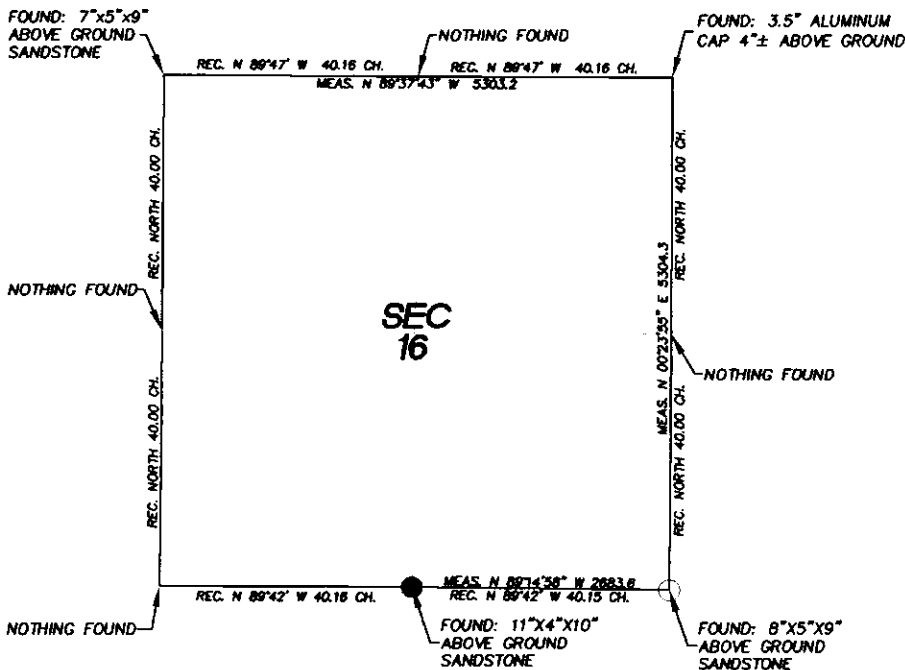 FOUND: 7"x5"x9"
ABOVE GROUND
SANDSTONE
NOTHING FOUND
FOUND: 3.5" ALUMINUM
CAP 4"± ABOVE GROUND
REC. N 89°47' W 40.16 CH.
REC. N 89°47' W 40.16 CH.
MEAS. N 89°37'43" W 5303.2
REC. NORTH 40.00 CH.
REC. NORTH 40.00 CH.
NOTHING FOUND
SEC
16
MEAS. N 00°23'55" E 5304.3
NOTHING FOUND
REC. NORTH 40.00 CH.
REC. NORTH 40.00 CH.
MEAS. N 89°14'58" W 2683.6
REC. N 89°42' W 40.16 CH.
REC. N 89°42' W 40.15 CH.
NOTHING FOUND
FOUND: 11"X4"X10"
ABOVE GROUND
SANDSTONE
FOUND: 8"X5"X9"
ABOVE GROUND
SANDSTONE